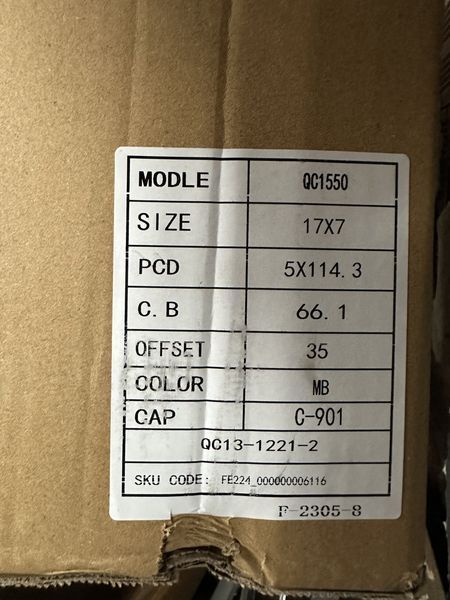 MODLE QC1550
SIZE 17X7
PCD 5X114.3
C.B 66.1
OFFSET 35
COLOR MB
CAP C-901
QC13-1221-2
SKU CODE: FE224_000000006116
F-2305-8